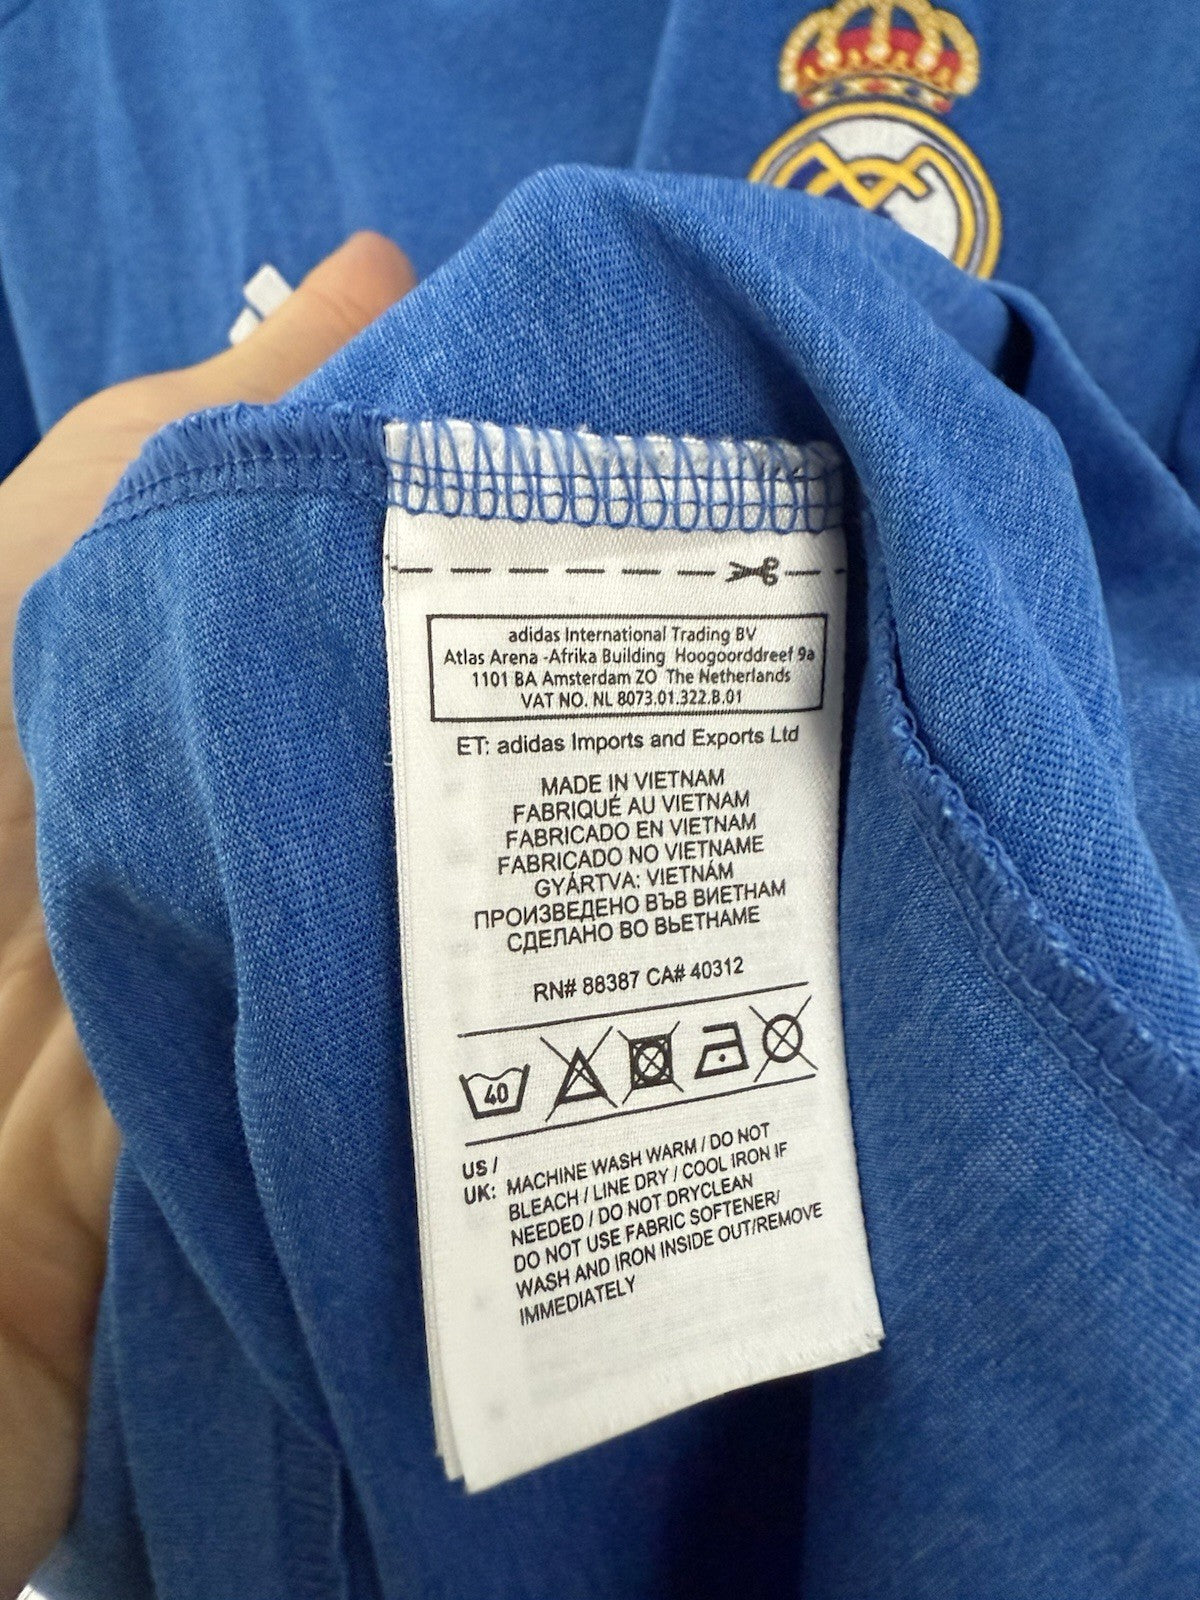 adidas International Trading BV
Atlas Arena -Afrika Building Hoogoorddreef 9a
1101 BA Amsterdam ZO The Netherlands
VAT NO. NL 8073.01.322.B.01
ET: adidas Imports and Exports Ltd
MADE IN VIETNAM
FABRIQUÉ AU VIETNAM
FABRICADO EN VIETNAM
FABRICADO NO VIETNAME
GYÁRTVA: VIETNÁM
ПРОИЗВЕДЕНО ВЪВ ВИЕТНАМ
СДЕЛАНО ВО ВЬЕТНАМЕ
RN# 88387 CA# 40312
40
US /
UK: MACHINE WASH WARM / DO NOT
BLEACH / LINE DRY / COOL IRON IF
NEEDED / DO NOT DRYCLEAN
DO NOT USE FABRIC SOFTENER/
WASH AND IRON INSIDE OUT/REMOVE
IMMEDIATELY